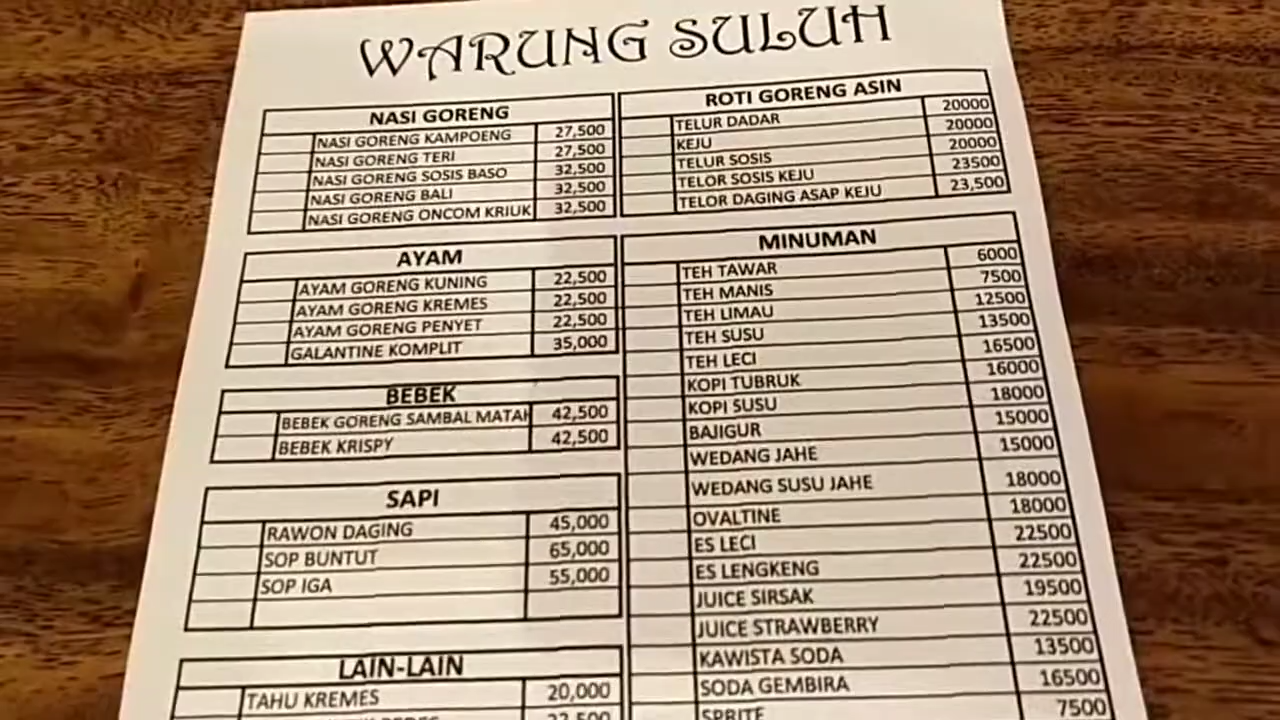 WARUNG SULUH
NASI GORENG
NASI GORENG KAMPOENG 27,500
NASI GORENG TERI 27,500
NASI GORENG SOSIS BASO 32,500
NASI GORENG BALI 32,500
NASI GORENG ONCOM KRIUK 32,500
AYAM
AYAM GORENG KUNING 22,500
AYAM GORENG KREMES 22,500
AYAM GORENG PENYET 22,500
GALANTINE KOMPLIT 35,000
BEBEK
BEBEK GORENG SAMBAL MATAH 42,500
BEBEK KRISPY 42,500
SAPI
RAWON DAGING 45,000
SOP BUNTUT 65,000
SOP IGA 55,000
LAIN-LAIN
TAHU KREMES 20,000
ROTI GORENG ASIN
TELUR DADAR 20000
KEJU 20000
TELUR SOSIS 20000
TELOR SOSIS KEJU 23500
TELOR DAGING ASAP KEJU 23,500
MINUMAN
TEH TAWAR 6000
TEH MANIS 7500
TEH LIMAU 12500
TEH SUSU 13500
TEH LECI 16500
KOPI TUBRUK 16000
KOPI SUSU 18000
BAJIGUR 15000
WEDANG JAHE 15000
WEDANG SUSU JAHE 18000
OVALTINE 18000
ES LECI 22500
ES LENGKENG 22500
JUICE SIRSAK 19500
JUICE STRAWBERRY 22500
KAWISTA SODA 13500
SODA GEMBIRA 16500
SPRITE 7500